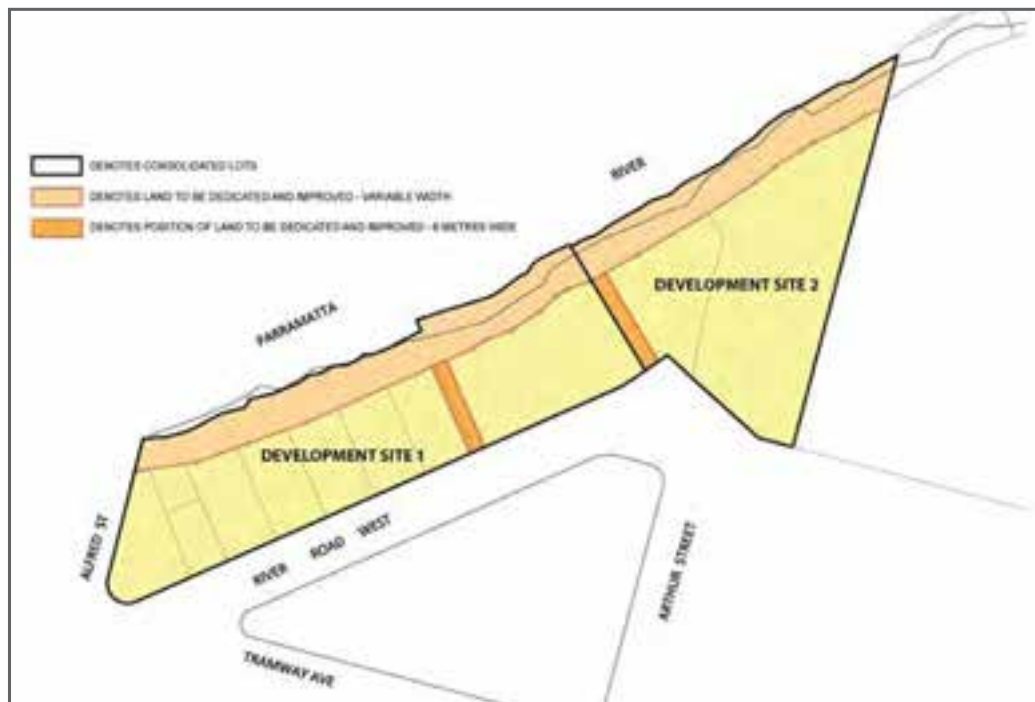 DENOTES CONSOLIDATED LOTS
DENOTES LAND TO BE DEDICATED AND IMPROVED - VARIABLE WIDTH
DENOTES POSITION OF LAND TO BE DEDICATED AND IMPROVED - 6 METRES WIDE
RIVER
PARRAMATTA
DEVELOPMENT SITE 2
DEVELOPMENT SITE 1
ALFRED ST
RIVER ROAD WEST
ARTHUR STREET
TRAMWAY AVE